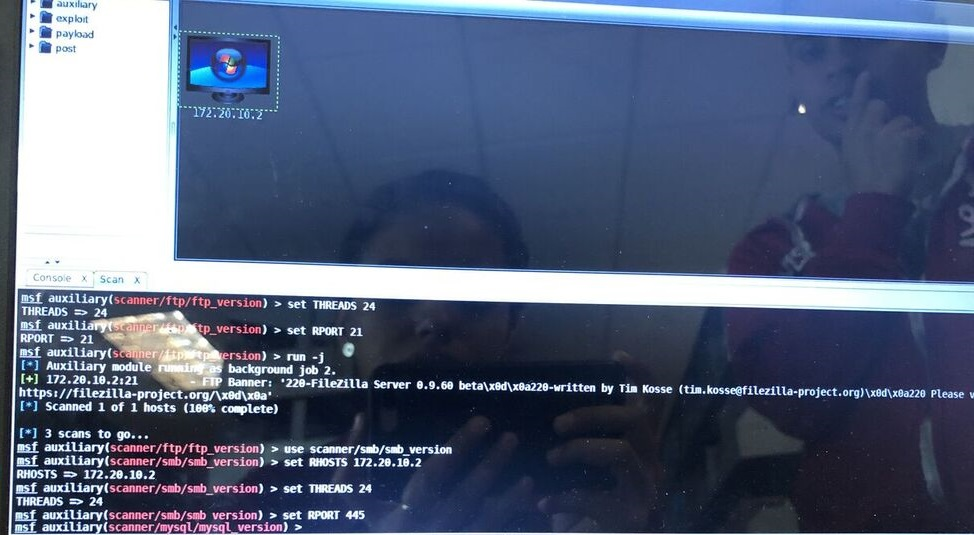 auxiliary
exploit
payload
post
172.20.10.2
Console X Scan X
msf auxiliary(scanner/ftp/ftp_version) > set THREADS 24
THREADS => 24
msf auxiliary(scanner/ftp/ftp_version) > set RPORT 21
RPORT => 21
msf auxiliary(scanner/ftp/ftp_version) > run -j
[*] Auxiliary module running as background job 2.
[+] 172.20.10.2:21 - FTP Banner: '220-FileZilla Server 0.9.60 beta\x0d\x0a220-written by Tim Kosse (tim.kosse@filezilla-project.org)\x0d\x0a220 Please
https://filezilla-project.org/\x0d\x0a'
[*] Scanned 1 of 1 hosts (100% complete)
[*] 3 scans to go...
msf auxiliary(scanner/ftp/ftp_version) > use scanner/smb/smb_version
msf auxiliary(scanner/smb/smb_version) > set RHOSTS 172.20.10.2
RHOSTS => 172.20.10.2
msf auxiliary(scanner/smb/smb_version) > set THREADS 24
THREADS => 24
msf auxiliary(scanner/smb/smb_version) > set RPORT 445
msf auxiliary(scanner/mysql/mysql_version) >